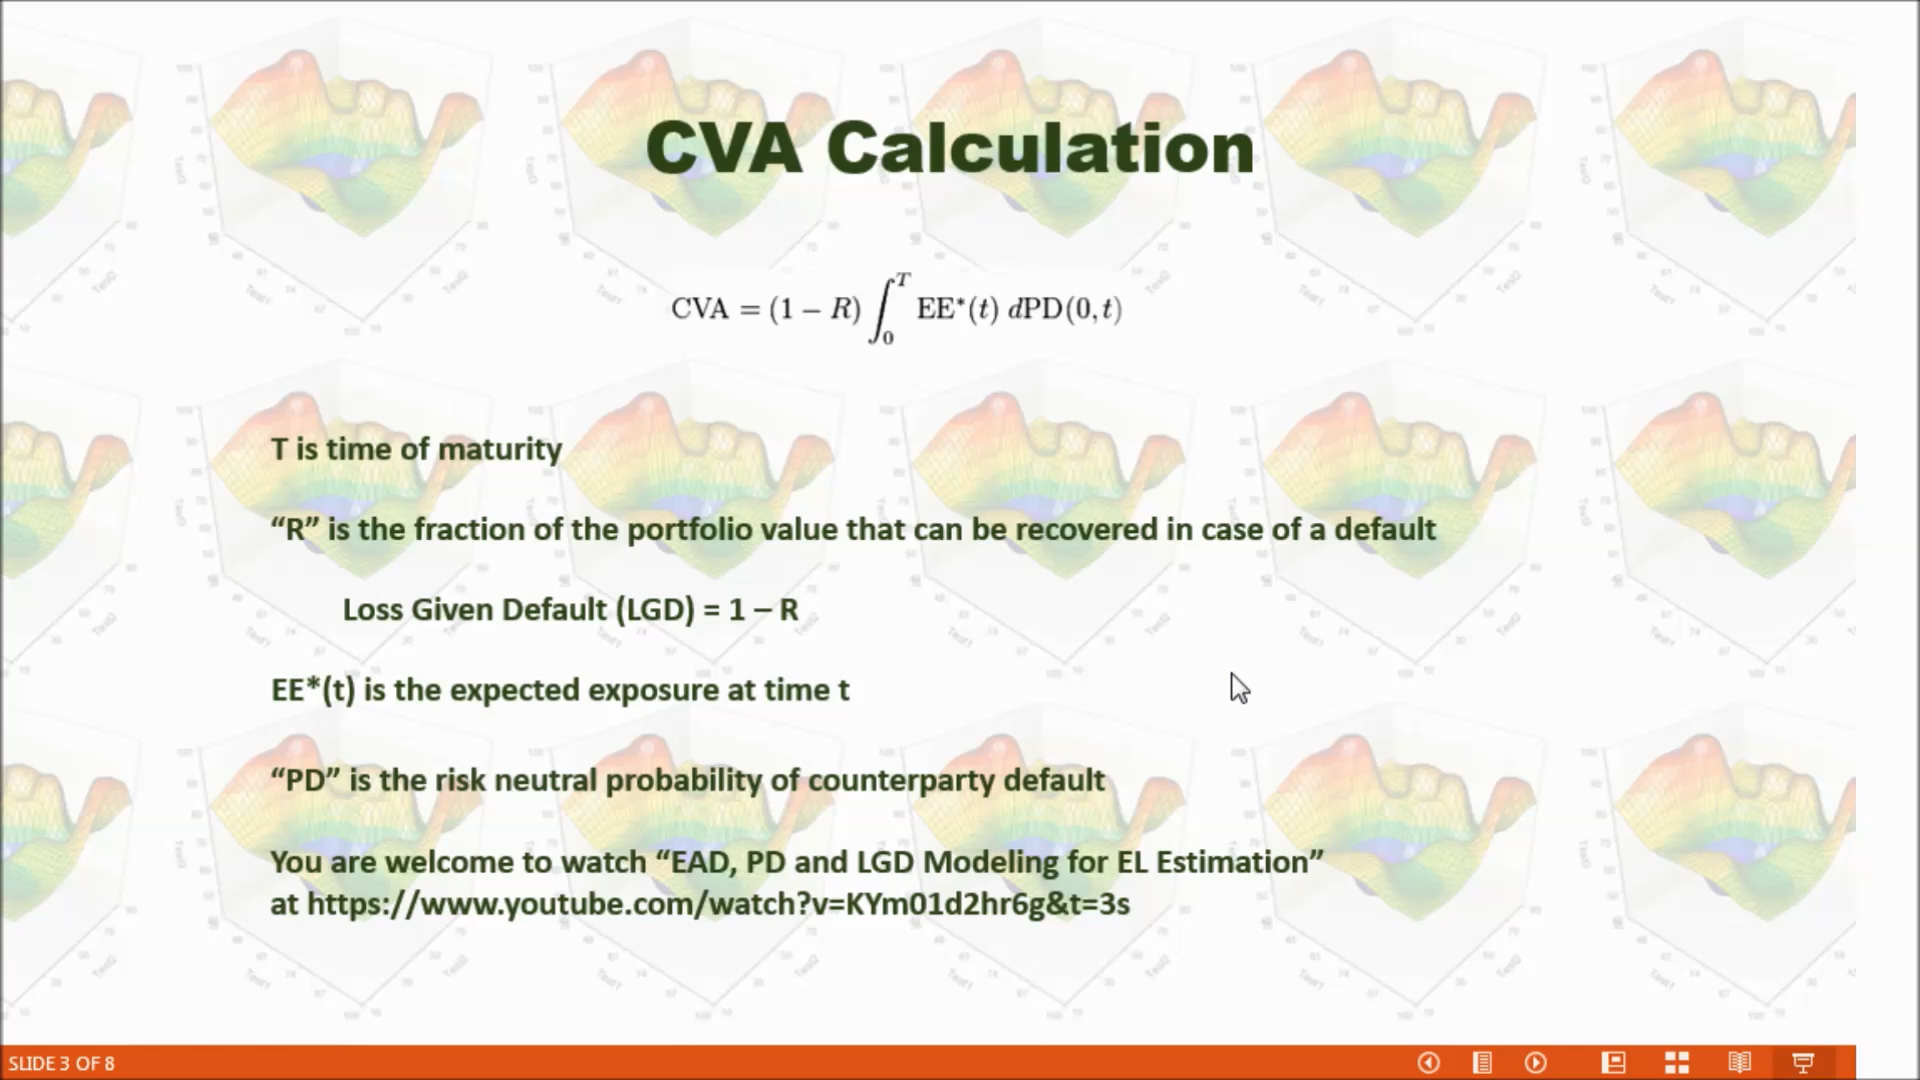 CVA Calculation
CVA = (1 − R) ∫₀ᵀ EE*(t) dPD(0, t)
T is time of maturity
“R” is the fraction of the portfolio value that can be recovered in case of a default
Loss Given Default (LGD) = 1 – R
EE*(t) is the expected exposure at time t
“PD” is the risk neutral probability of counterparty default
You are welcome to watch “EAD, PD and LGD Modeling for EL Estimation”
at https://www.youtube.com/watch?v=KYm01d2hr6g&t=3s
SLIDE 3 OF 8